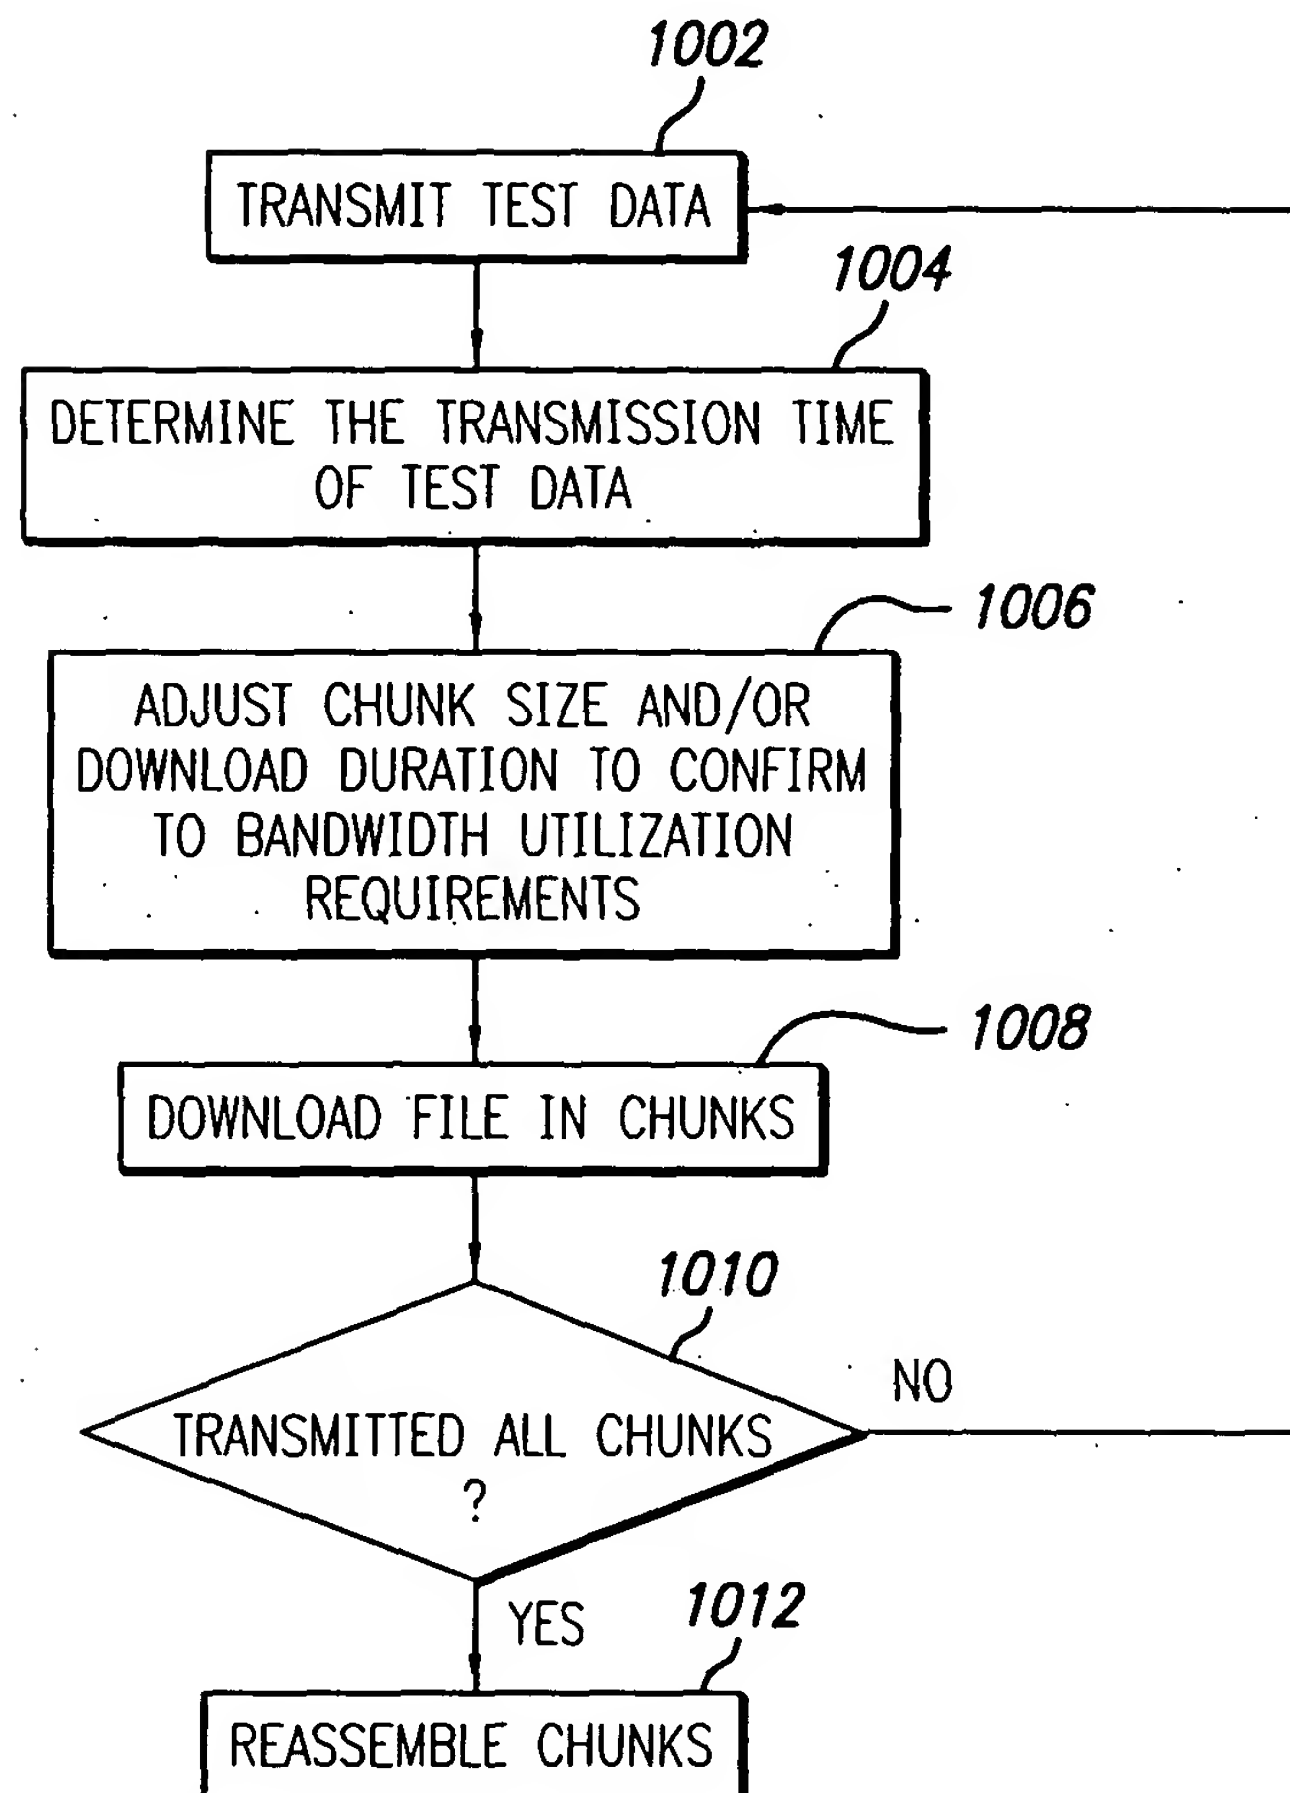 1002
TRANSMIT TEST DATA
1004
DETERMINE THE TRANSMISSION TIME
OF TEST DATA
1006
ADJUST CHUNK SIZE AND/OR
DOWNLOAD DURATION TO CONFIRM
TO BANDWIDTH UTILIZATION
REQUIREMENTS
1008
DOWNLOAD FILE IN CHUNKS
1010
NO
TRANSMITTED ALL CHUNKS
?
YES
1012
REASSEMBLE CHUNKS